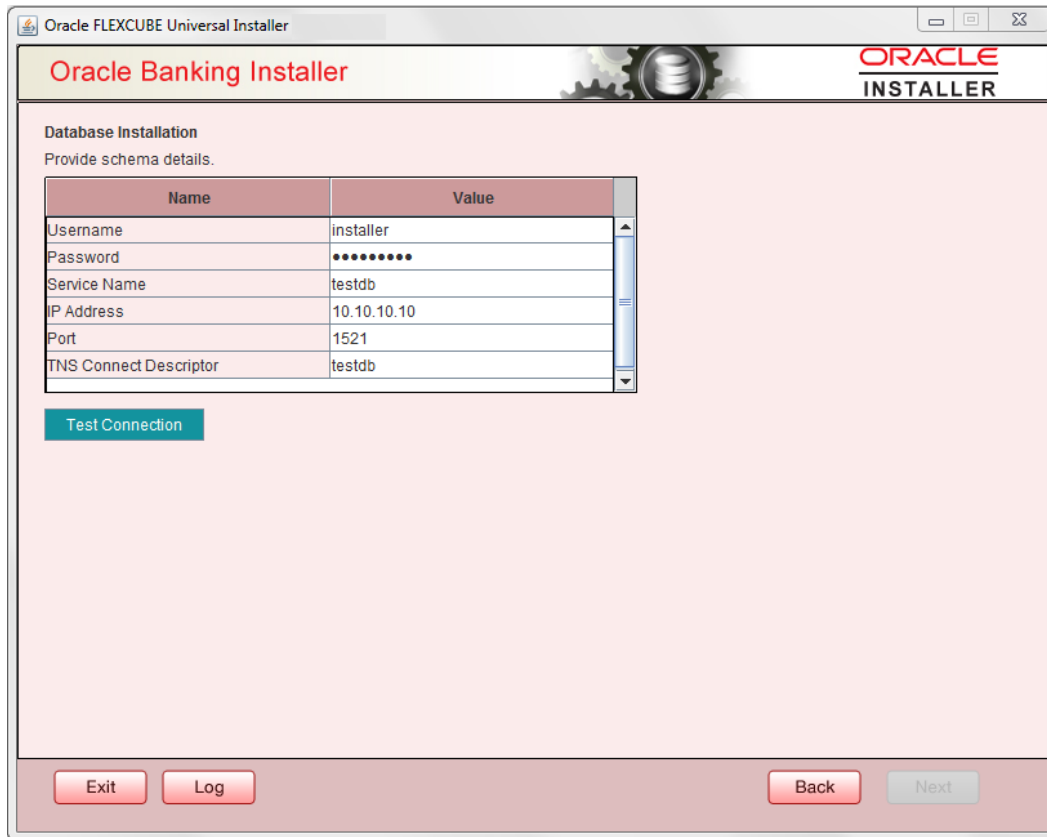 Oracle FLEXCUBE Universal Installer
Oracle Banking Installer
ORACLE
INSTALLER
Database Installation
Provide schema details.
Name Value
Username installer
Password •••••••••
Service Name testdb
IP Address 10.10.10.10
Port 1521
TNS Connect Descriptor testdb
Test Connection
Exit Log Back Next